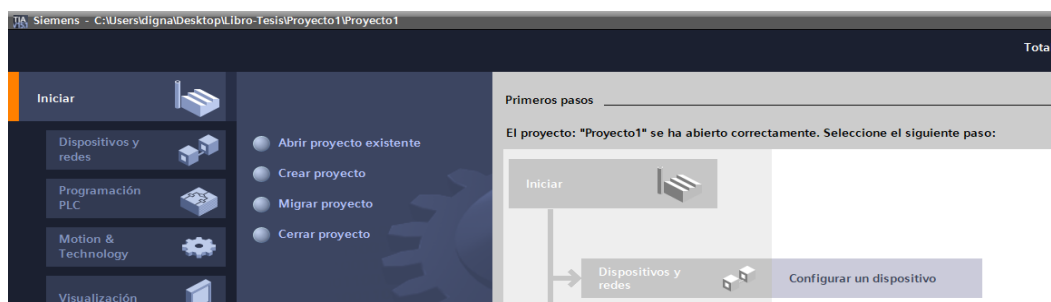 Siemens - C:\Users\digna\Desktop\Libro-Tesis\Proyecto1\Proyecto1
Tota
Iniciar
Dispositivos y
redes
Programación
PLC
Motion &
Technology
Visualización
Abrir proyecto existente
Crear proyecto
Migrar proyecto
Cerrar proyecto
Primeros pasos
El proyecto: "Proyecto1" se ha abierto correctamente. Seleccione el siguiente paso:
Iniciar
Dispositivos y
redes
Configurar un dispositivo